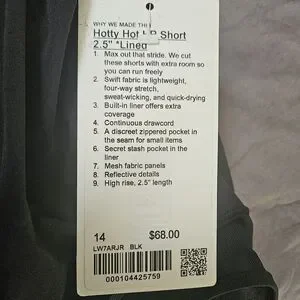 WHY WE MADE THI
Hotty Hot Short
2.5" *Lined
1. Max out that stride. We cut
these shorts with extra room so
you can run freely
2. Swift fabric is lightweight,
four-way stretch,
sweat-wicking, and quick-drying
3. Built-in liner offers extra
coverage
4. Continuous drawcord
5. A discreet zippered pocket in
the seam for small items
6. Secret stash pocket in the
liner
7. Mesh fabric panels
8. Reflective details
9. High rise, 2.5" length
14 $68.00
LW7ARJR BLK
000104425759